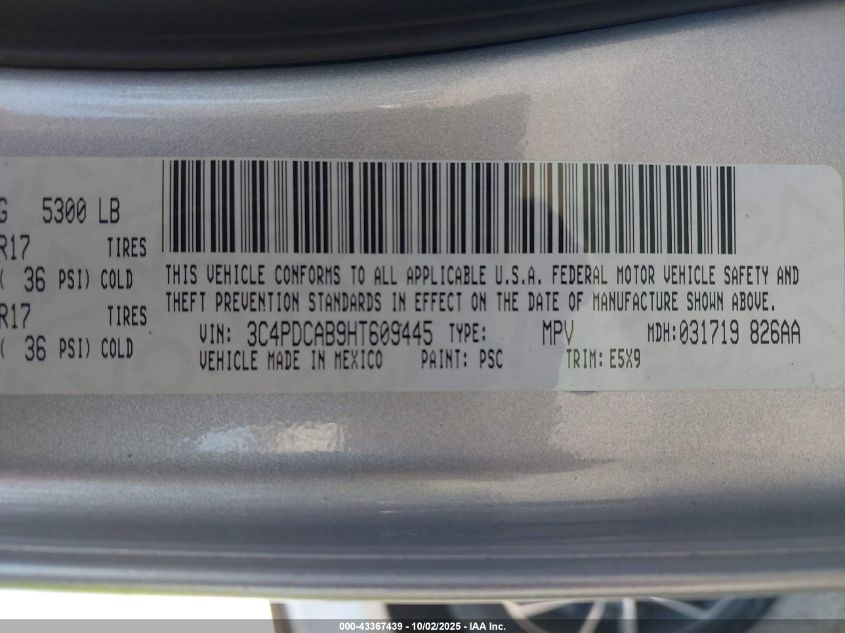 G 5300 LB
R17 TIRES
( 36 PSI) COLD
R17 TIRES
( 36 PSI) COLD
THIS VEHICLE CONFORMS TO ALL APPLICABLE U.S.A. FEDERAL MOTOR VEHICLE SAFETY AND
THEFT PREVENTION STANDARDS IN EFFECT ON THE DATE OF MANUFACTURE SHOWN ABOVE.
VIN: 3C4PDCAB9HT609445 TYPE: MPV MDH:031719 826AA
VEHICLE MADE IN MEXICO PAINT: PSC TRIM: E5X9
000-43367439 - 10/02/2025 - IAA Inc.